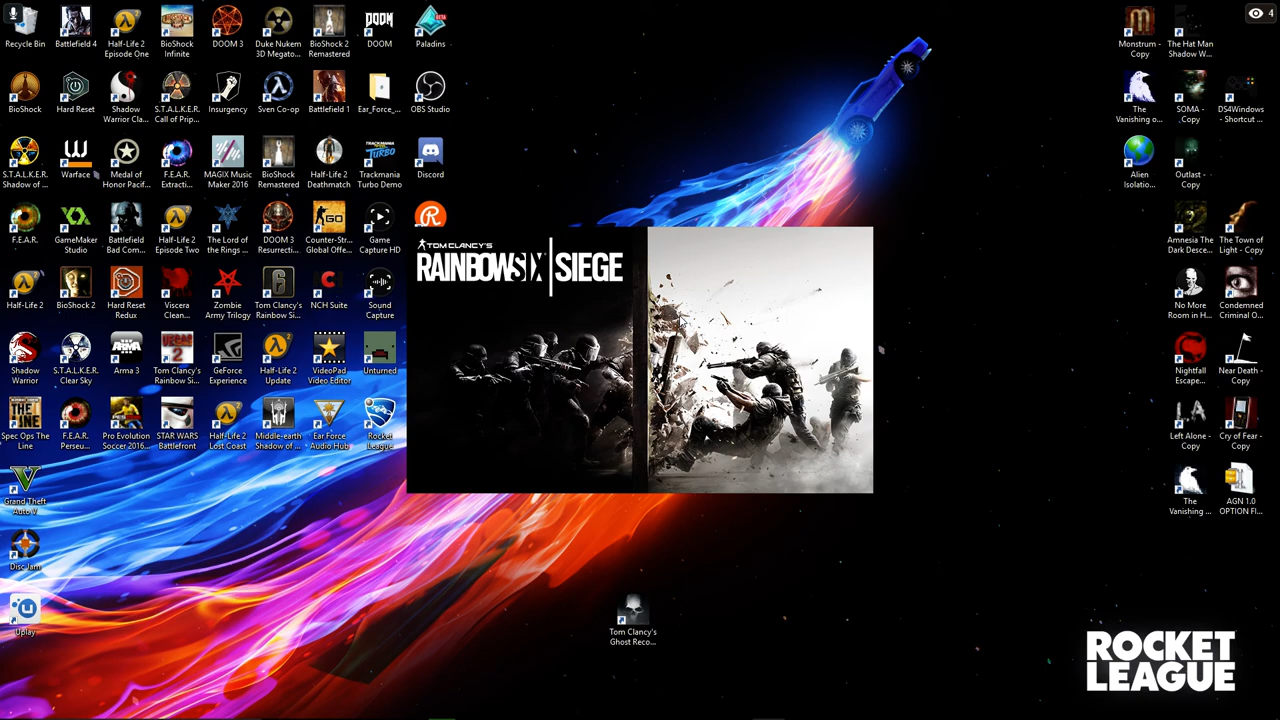 Recycle Bin
Battlefield 4
Half-Life 2
Episode One
BioShock
Infinite
DOOM 3
Duke Nukem
3D Megato...
BioShock 2
Remastered
DOOM
DOOM
BETA
Paladins
BioShock
Hard Reset
Shadow
Warrior Cla...
S.T.A.L.K.E.R.
Call of Prip...
Insurgency
Sven Co-op
Battlefield 1
Ear_Force_...
OBS Studio
S.T.A.L.K.E.R.
Shadow of ...
Warface
Medal of
Honor Pacif...
F.E.A.R.
Extracti...
MAGIX Music
Maker 2016
BioShock
Remastered
Half-Life 2
Deathmatch
TRACKMANIA
TURBO
Trackmania
Turbo Demo
Discord
F.E.A.R.
GameMaker
Studio
Battlefield
Bad Com...
Half-Life 2
Episode Two
The Lord of
the Rings ...
DOOM 3
Resurrecti...
GO
Counter-Str...
Global Offe...
Game
Capture HD
Half-Life 2
BioShock 2
Hard Reset
Redux
Viscera
Clean...
Zombie
Army Trilogy
Tom Clancy's
Rainbow Si...
NCH Suite
Sound
Capture
Shadow
Warrior
S.T.A.L.K.E.R.
Clear Sky
ARMA
Arma 3
VEGAS
2
Tom Clancy's
Rainbow Si...
GeForce
Experience
Half-Life 2
Update
VideoPad
Video Editor
Unturned
THE
LINE
Spec Ops The
Line
F.E.A.R.
Perseu...
Pro Evolution
Soccer 2016...
STAR WARS
Battlefront
Half-Life 2
Lost Coast
Middle-earth
Shadow of ...
Ear Force
Audio Hub
Rocket
League
Grand Theft
Auto V
Disc Jam
Uplay
TOM CLANCY'S
RAINBOWSIX | SIEGE
Tom Clancy's
Ghost Reco...
4
Monstrum -
Copy
The Hat Man
Shadow W...
The
Vanishing o...
SOMA -
Copy
DS4Windows
- Shortcut ...
Alien
Isolatio...
Outlast -
Copy
Amnesia The
Dark Desce...
The Town of
Light - Copy
No More
Room in H...
Condemned
Criminal O...
Nightfall
Escape...
Near Death -
Copy
LA
Left Alone -
Copy
Cry of Fear -
Copy
The
Vanishing ...
AGN 1.0
OPTION FI...
ROCKET
LEAGUE